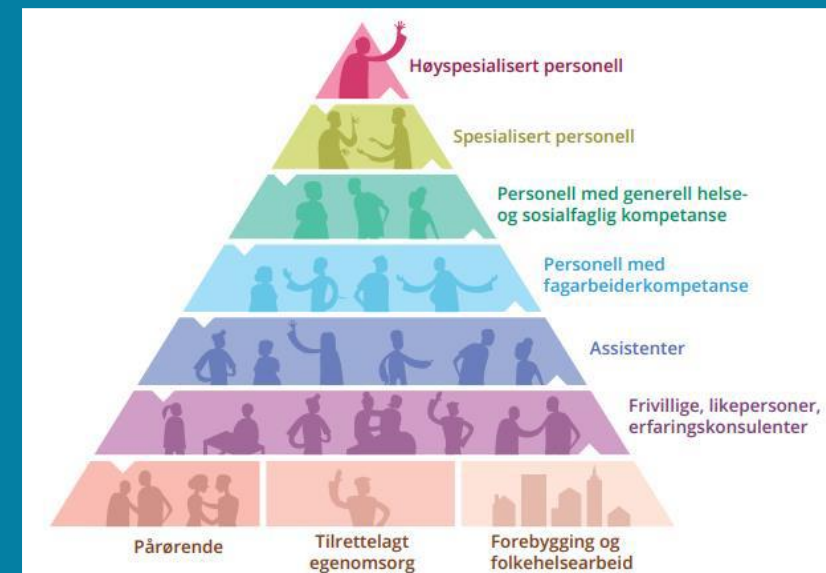 Høyspesialisert personell
Spesialisert personell
Personell med generell helse-
og sosialfaglig kompetanse
Personell med
fagarbeiderkompetanse
Assistenter
Frivillige, likepersoner,
erfaringskonsulenter
Pårørende
Tilrettelagt
egenomsorg
Forebygging og
folkehelsearbeid